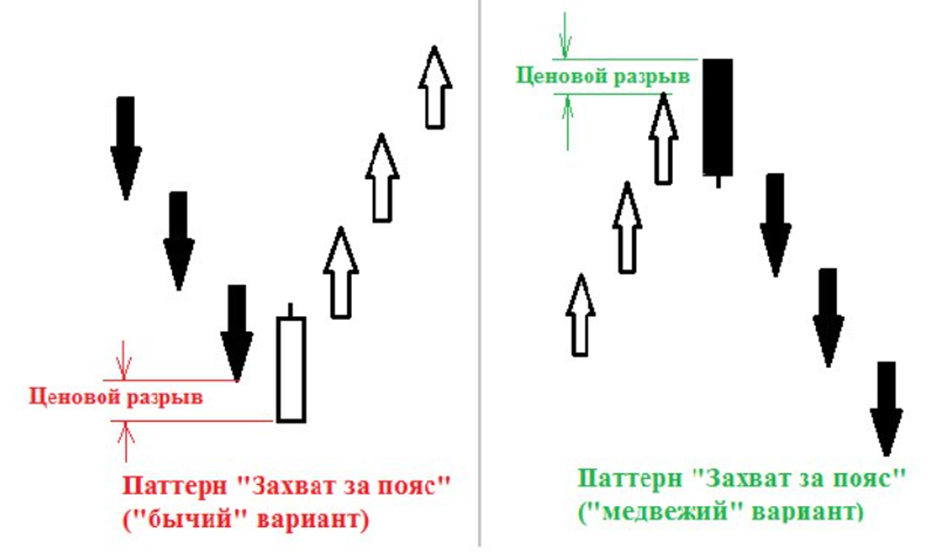 Ценовой разрыв
Паттерн "Захват за пояс"
("бычий" вариант)
Ценовой разрыв
Паттерн "Захват за пояс"
("медвежий" вариант)